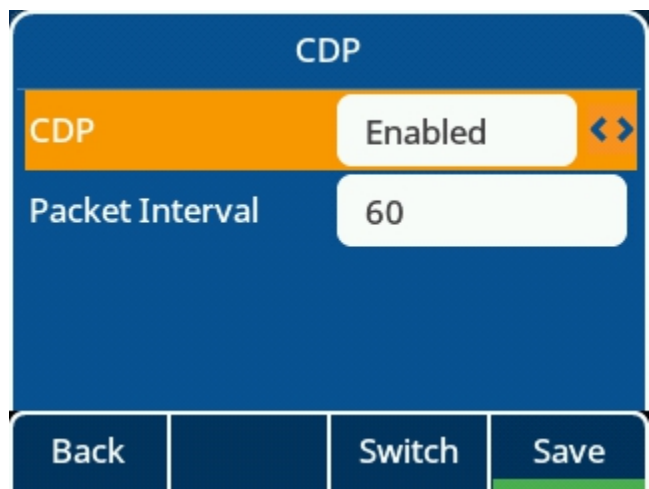 CDP
CDP Enabled
Packet Interval 60
Back Switch Save